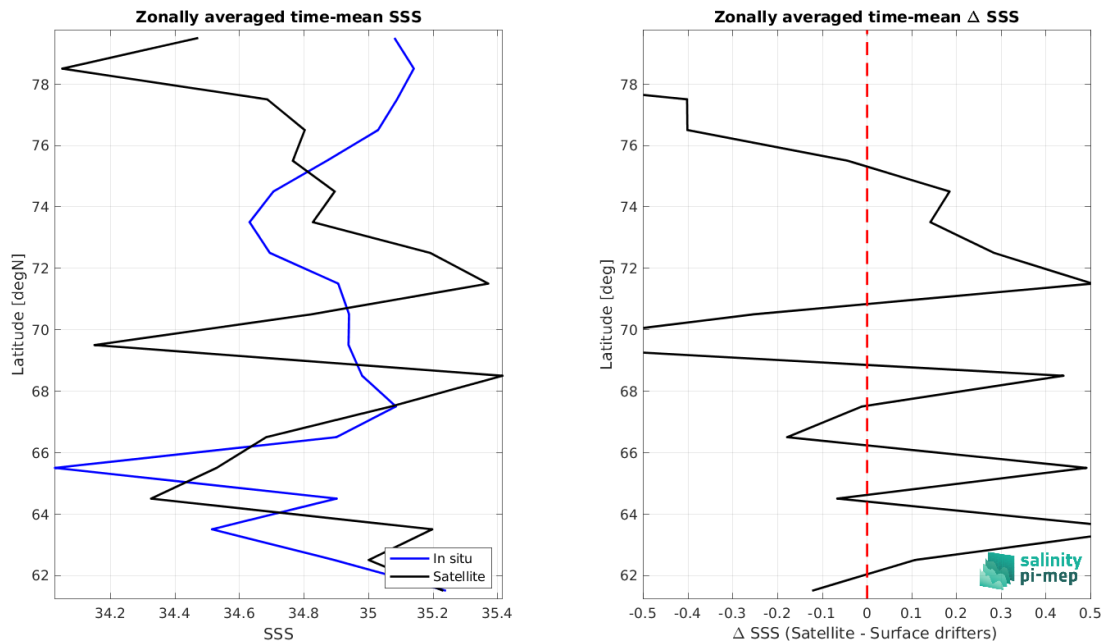 Zonally averaged time-mean SSS
Latitude [degN]
78
76
74
72
70
68
66
64
62
34.2 34.4 34.6 34.8 35 35.2 35.4
SSS
In situ
Satellite
Zonally averaged time-mean Δ SSS
Latitude [deg]
78
76
74
72
70
68
66
64
62
-0.5 -0.4 -0.3 -0.2 -0.1 0 0.1 0.2 0.3 0.4 0.5
Δ SSS (Satellite - Surface drifters)
salinity
pi-mep